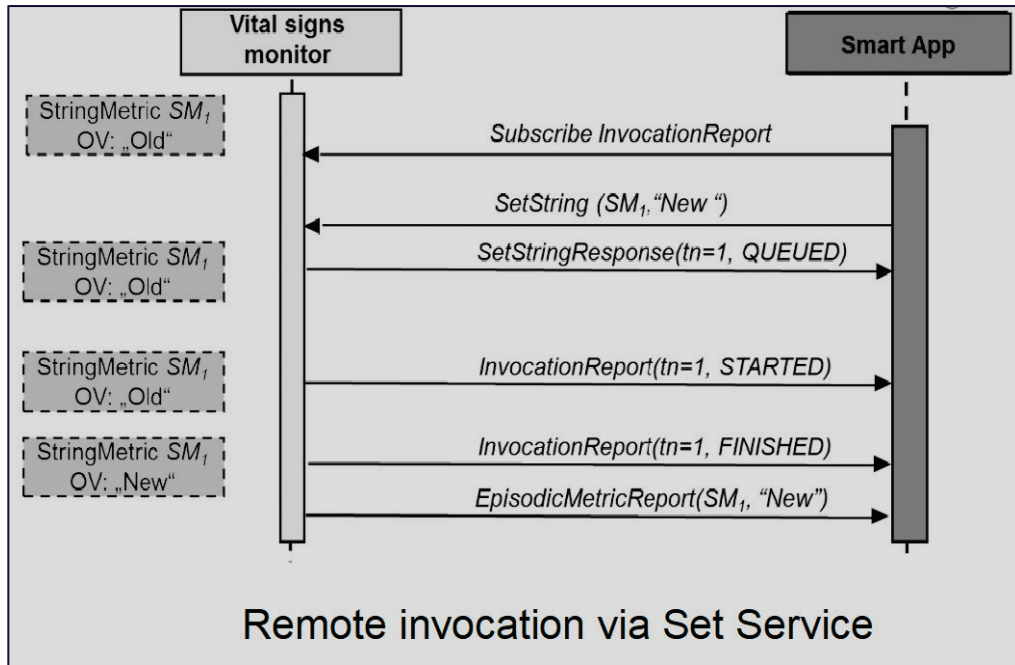 Vital signs
monitor
Smart App
StringMetric SM₁
OV: „Old“
Subscribe InvocationReport
SetString (SM₁,“New “)
StringMetric SM₁
OV: „Old“
SetStringResponse(tn=1, QUEUED)
StringMetric SM₁
OV: „Old“
InvocationReport(tn=1, STARTED)
StringMetric SM₁
OV: „New“
InvocationReport(tn=1, FINISHED)
EpisodicMetricReport(SM₁, “New”)
Remote invocation via Set Service